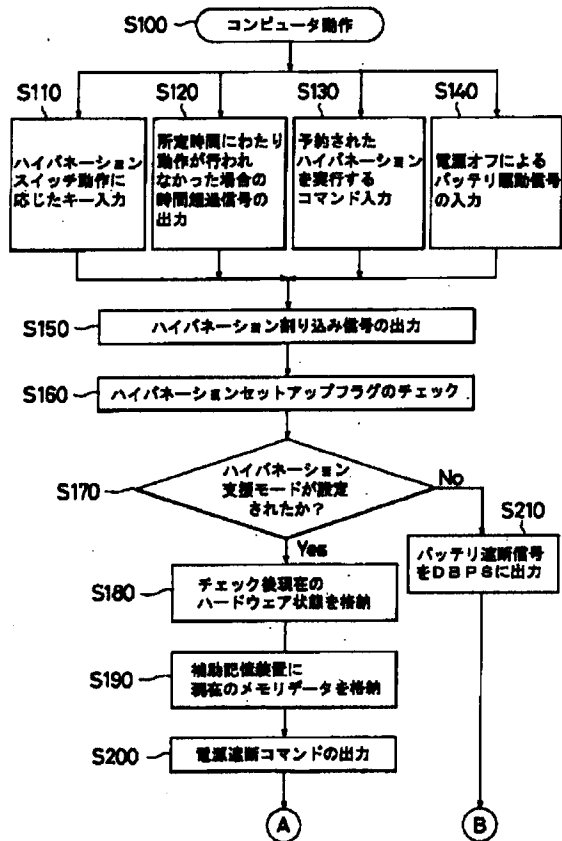 S100
コンピュータ動作
S110
ハイバネーション
スイッチ動作に
応じたキー入力
S120
所定時間にわたり
動作が行われ
なかった場合の
時間超過信号の
出力
S130
予約された
ハイバネーション
を実行する
コマンド入力
S140
電源オフによる
バッテリ駆動信号
の入力
S150
ハイバネーション割り込み信号の出力
S160
ハイバネーションセットアップフラグのチェック
S170
ハイバネーション
支援モードが設定
されたか?
No
Yes
S210
バッテリ遮断信号
をDBPSに出力
S180
チェック後現在の
ハードウェア状態を格納
S190
補助記憶装置に
現在のメモリデータを格納
S200
電源遮断コマンドの出力
A
B